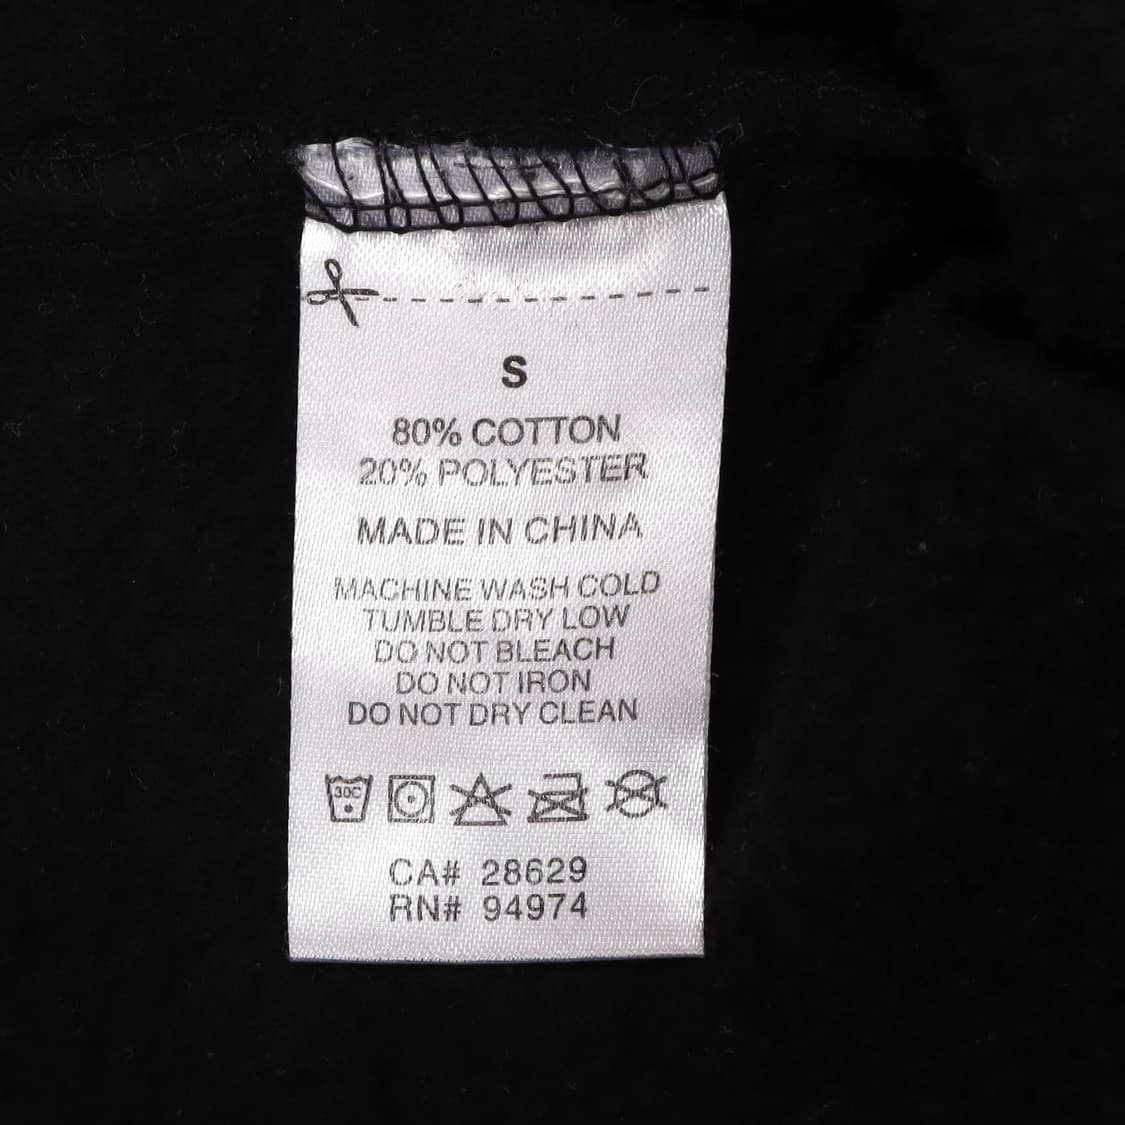 S
80% COTTON
20% POLYESTER
MADE IN CHINA
MACHINE WASH COLD
TUMBLE DRY LOW
DO NOT BLEACH
DO NOT IRON
DO NOT DRY CLEAN
30C
CA# 28629
RN# 94974